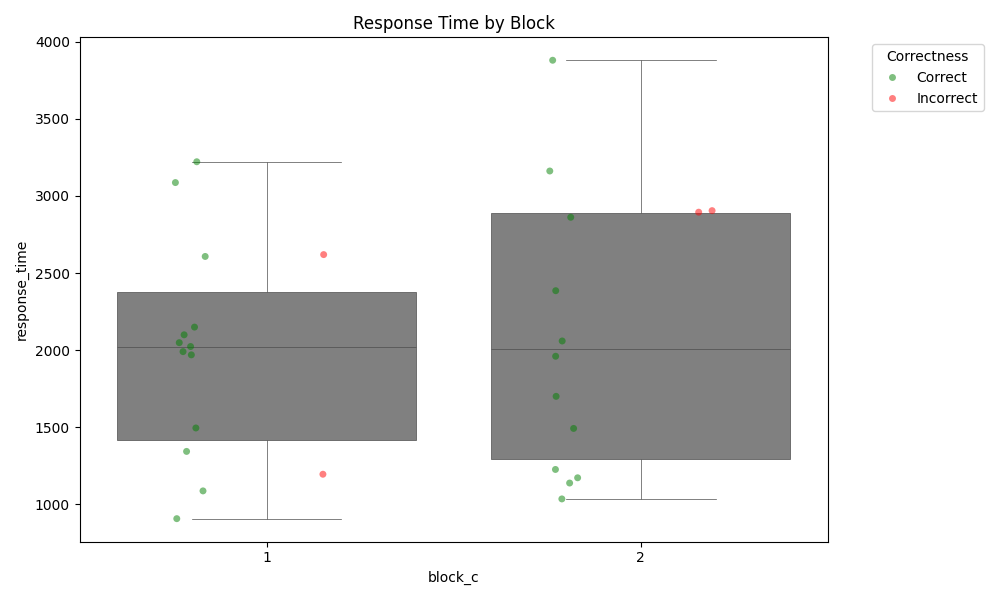 Response Time by Block
Correctness
Correct
Incorrect
4000
3500
3000
2500
2000
1500
1000
response_time
1
2
block_c